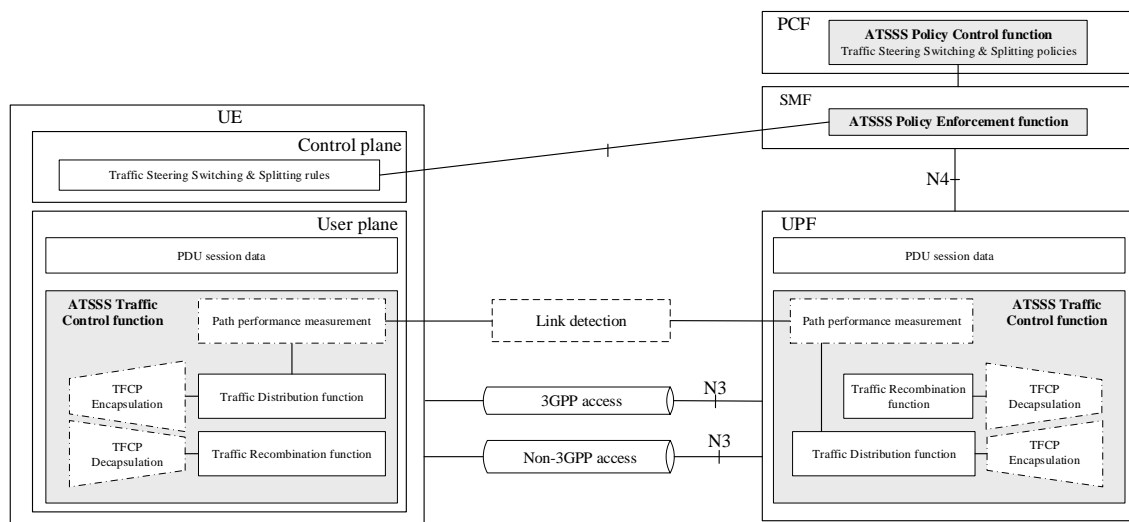 PCF
ATSSS Policy Control function
Traffic Steering Switching & Splitting policies
SMF
ATSSS Policy Enforcement function
UE
Control plane
Traffic Steering Switching & Splitting rules
N4
User plane
UPF
PDU session data
PDU session data
ATSSS Traffic
Control function
Path performance measurement
Link detection
Path performance measurement
ATSSS Traffic
Control function
TFCP
Encapsulation
Traffic Distribution function
3GPP access
N3
Traffic Recombination
function
TFCP
Decapsulation
TFCP
Decapsulation
Traffic Recombination function
Non-3GPP access
N3
Traffic Distribution function
TFCP
Encapsulation